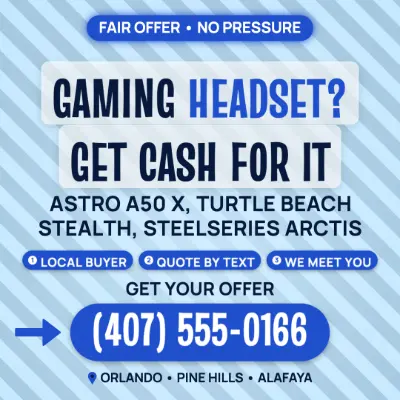 FAIR OFFER • NO PRESSURE
GAMING HEADSET?
GET CASH FOR IT
ASTRO A50 X, TURTLE BEACH
STEALTH, STEELSERIES ARCTIS
1 LOCAL BUYER 2 QUOTE BY TEXT 3 WE MEET YOU
GET YOUR OFFER
(407) 555-0166
ORLANDO • PINE HILLS • ALAFAYA